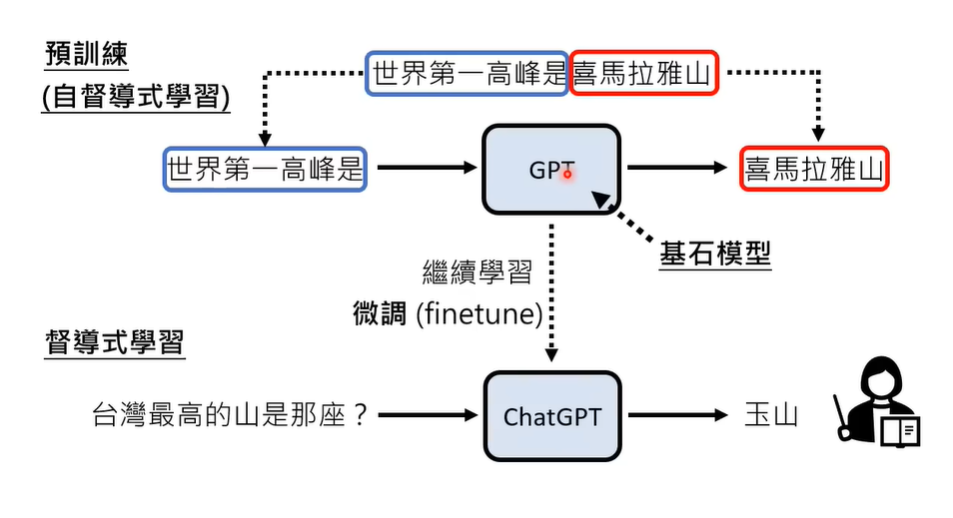 預訓練
(自督導式學習)
世界第一高峰是喜馬拉雅山
世界第一高峰是
GPT
喜馬拉雅山
基石模型
繼續學習
微調 (finetune)
督導式學習
台灣最高的山是那座？
ChatGPT
玉山